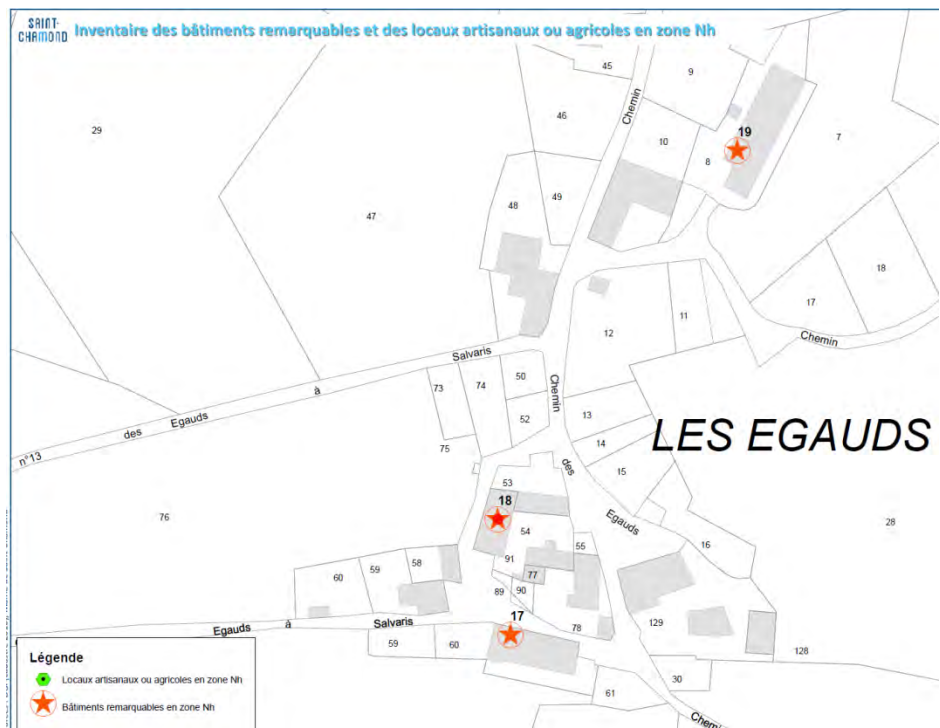 SAINT-
CHAMOND
Inventaire des bâtiments remarquables et des locaux artisanaux ou agricoles en zone Nh
45
9
29
46
Chemin
10
19
7
8
47
48
49
18
17
12
11
Chemin
Salvaris
à
des Egauds
n°13
73
74
50
52
Chemin
13
14
15
LES EGAUDS
75
des
Egauds
53
18
54
76
28
55
16
91
58
59
60
77
89
90
17
Egauds à Salvaris
78
129
59
60
128
30
61
Chemin
Légende
Locaux artisanaux ou agricoles en zone Nh
Bâtiments remarquables en zone Nh